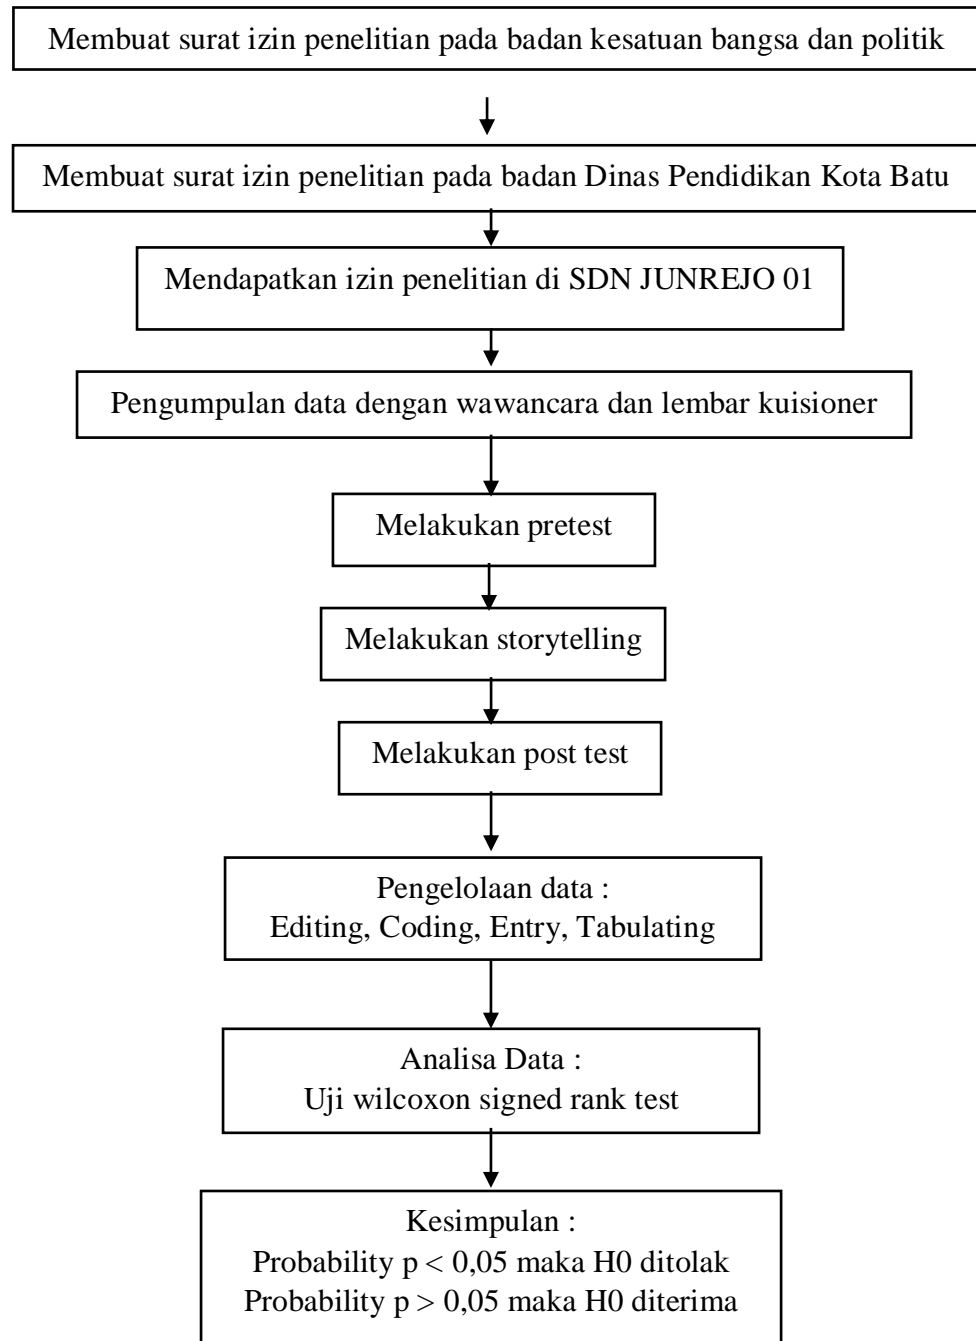 Membuat surat izin penelitian pada badan kesatuan bangsa dan politik
Membuat surat izin penelitian pada badan Dinas Pendidikan Kota Batu
Mendapatkan izin penelitian di SDN JUNREJO 01
Pengumpulan data dengan wawancara dan lembar kuisioner
Melakukan pretest
Melakukan storytelling
Melakukan post test
Pengelolaan data :
Editing, Coding, Entry, Tabulating
Analisa Data :
Uji wilcoxon signed rank test
Kesimpulan :
Probability p < 0,05 maka H0 ditolak
Probability p > 0,05 maka H0 diterima